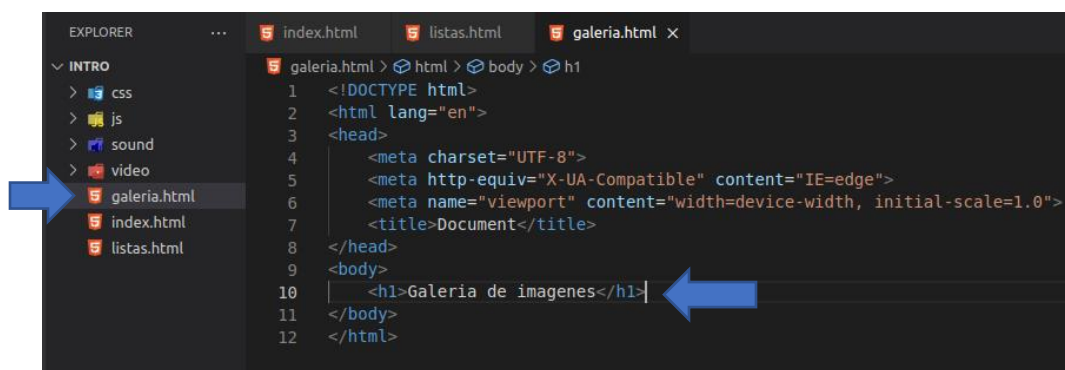 EXPLORER ...
INTRO
css
js
sound
video
galeria.html
index.html
listas.html
index.html listas.html galeria.html ×
galeria.html > html > body > h1
1 <!DOCTYPE html>
2 <html lang="en">
3 <head>
4 <meta charset="UTF-8">
5 <meta http-equiv="X-UA-Compatible" content="IE=edge">
6 <meta name="viewport" content="width=device-width, initial-scale=1.0">
7 <title>Document</title>
8 </head>
9 <body>
10 <h1>Galeria de imagenes</h1>
11 </body>
12 </html>